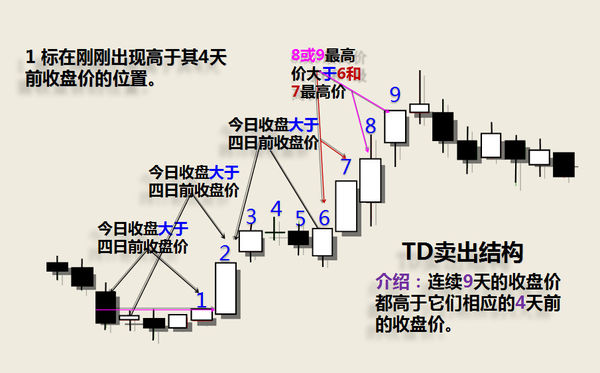 1 标在刚刚出现高于其4天
前收盘价的位置。
8或9最高
价大于6和
7最高价
9
8
今日收盘大于
四日前收盘价
7
今日收盘大于
四日前收盘价
3
4
5
6
今日收盘大于
四日前收盘价
2
1
TD卖出结构
介绍：连续9天的收盘价
都高于它们相应的4天前
的收盘价。